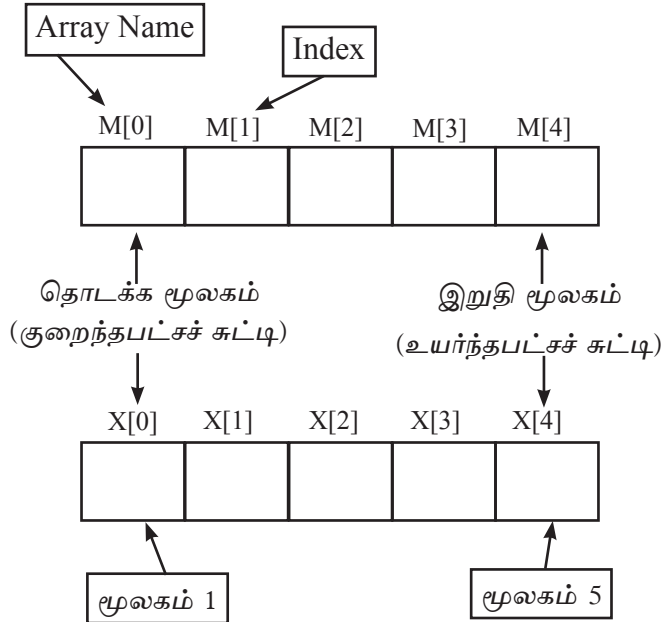 Array Name
Index
M[0] M[1] M[2] M[3] M[4]
தொடக்க மூலகம்
(குறைந்தபட்சச் சுட்டி)
இறுதி மூலகம்
(உயர்ந்தபட்சச் சுட்டி)
X[0] X[1] X[2] X[3] X[4]
மூலகம் 1
மூலகம் 5